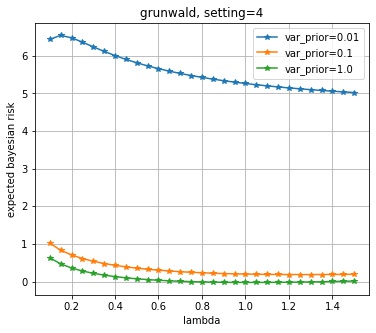 grunwald, setting=4
var_prior=0.01
var_prior=0.1
var_prior=1.0
expected bayesian risk
6
5
4
3
2
1
0
0.2 0.4 0.6 0.8 1.0 1.2 1.4
lambda